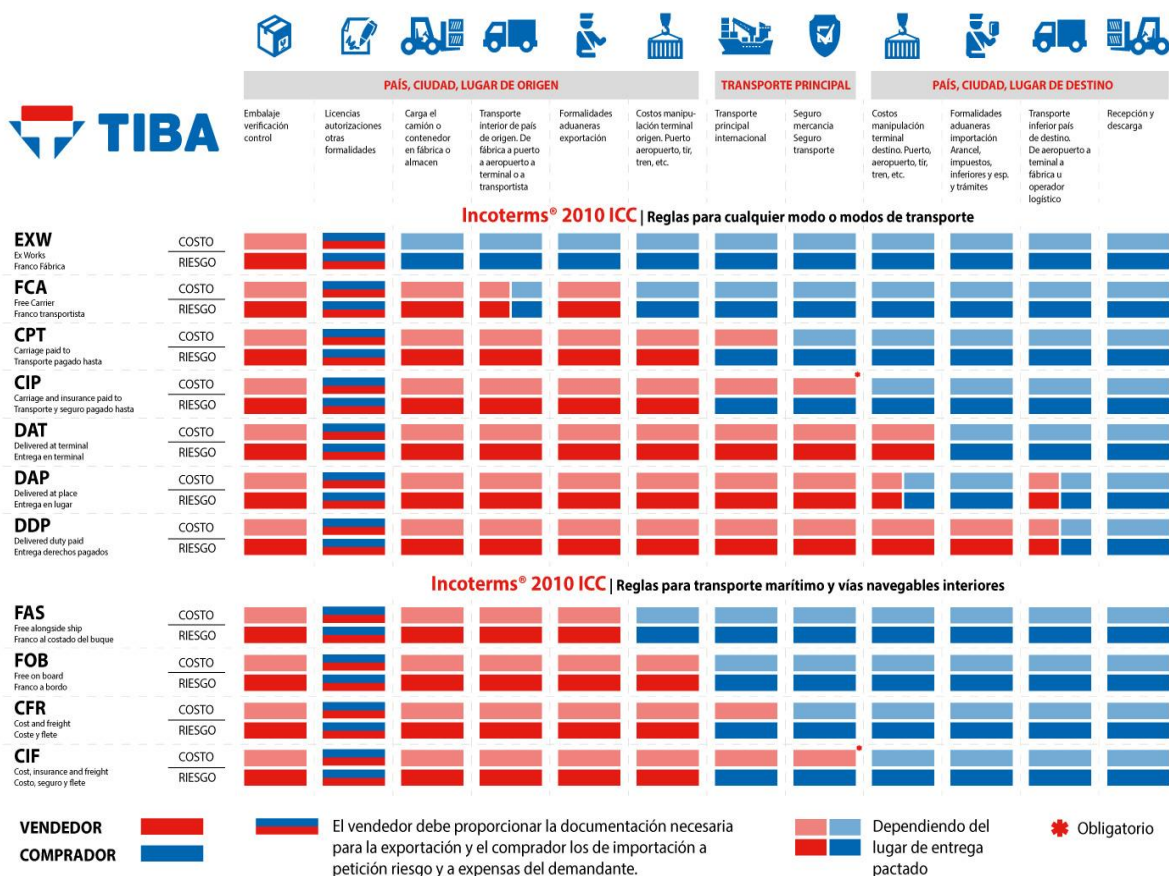 PAÍS, CIUDAD, LUGAR DE ORIGEN
TRANSPORTE PRINCIPAL
PAÍS, CIUDAD, LUGAR DE DESTINO
TIBA
Embalaje
verificación
control
Licencias
autorizaciones
otras
formalidades
Carga el
camión o
contenedor
en fábrica o
almacen
Transporte
interior de país
de origen. De
fábrica a puerto
a aeropuerto a
terminal o a
transportista
Formalidades
aduaneras
exportación
Costos manipu-
lación terminal
origen. Puerto
aeropuerto, tir,
tren, etc.
Transporte
principal
internacional
Seguro
mercancia
Seguro
transporte
Costos
manipulación
terminal
destino. Puerto,
aeropuerto, tir,
tren, etc.
Formalidades
aduaneras
importación
Arancel,
impuestos,
inferiores y esp.
y trámites
Transporte
inferior país
de destino.
De aeropuerto a
teminal a
fábrica u
operador
logístico
Recepción y
descarga
Incoterms® 2010 ICC | Reglas para cualquier modo o modos de transporte
EXW
Ex Works
Franco Fábrica
COSTO
RIESGO
FCA
Free Carrier
Franco transportista
COSTO
RIESGO
CPT
Carriage paid to
Transporte pagado hasta
COSTO
RIESGO
CIP
Carriage and insurance paid to
Transporte y seguro pagado hasta
COSTO
RIESGO
*
DAT
Delivered at terminal
Entrega en terminal
COSTO
RIESGO
DAP
Delivered at place
Entrega en lugar
COSTO
RIESGO
DDP
Delivered duty paid
Entrega derechos pagados
COSTO
RIESGO
Incoterms® 2010 ICC | Reglas para transporte marítimo y vías navegables interiores
FAS
Free alongside ship
Franco al costado del buque
COSTO
RIESGO
FOB
Free on board
Franco a bordo
COSTO
RIESGO
CFR
Cost and freight
Coste y flete
COSTO
RIESGO
CIF
Cost, insurance and freight
Costo, seguro y flete
COSTO
RIESGO
*
VENDEDOR
COMPRADOR
El vendedor debe proporcionar la documentación necesaria
para la exportación y el comprador los de importación a
petición riesgo y a expensas del demandante.
Dependiendo del
lugar de entrega
pactado
* Obligatorio